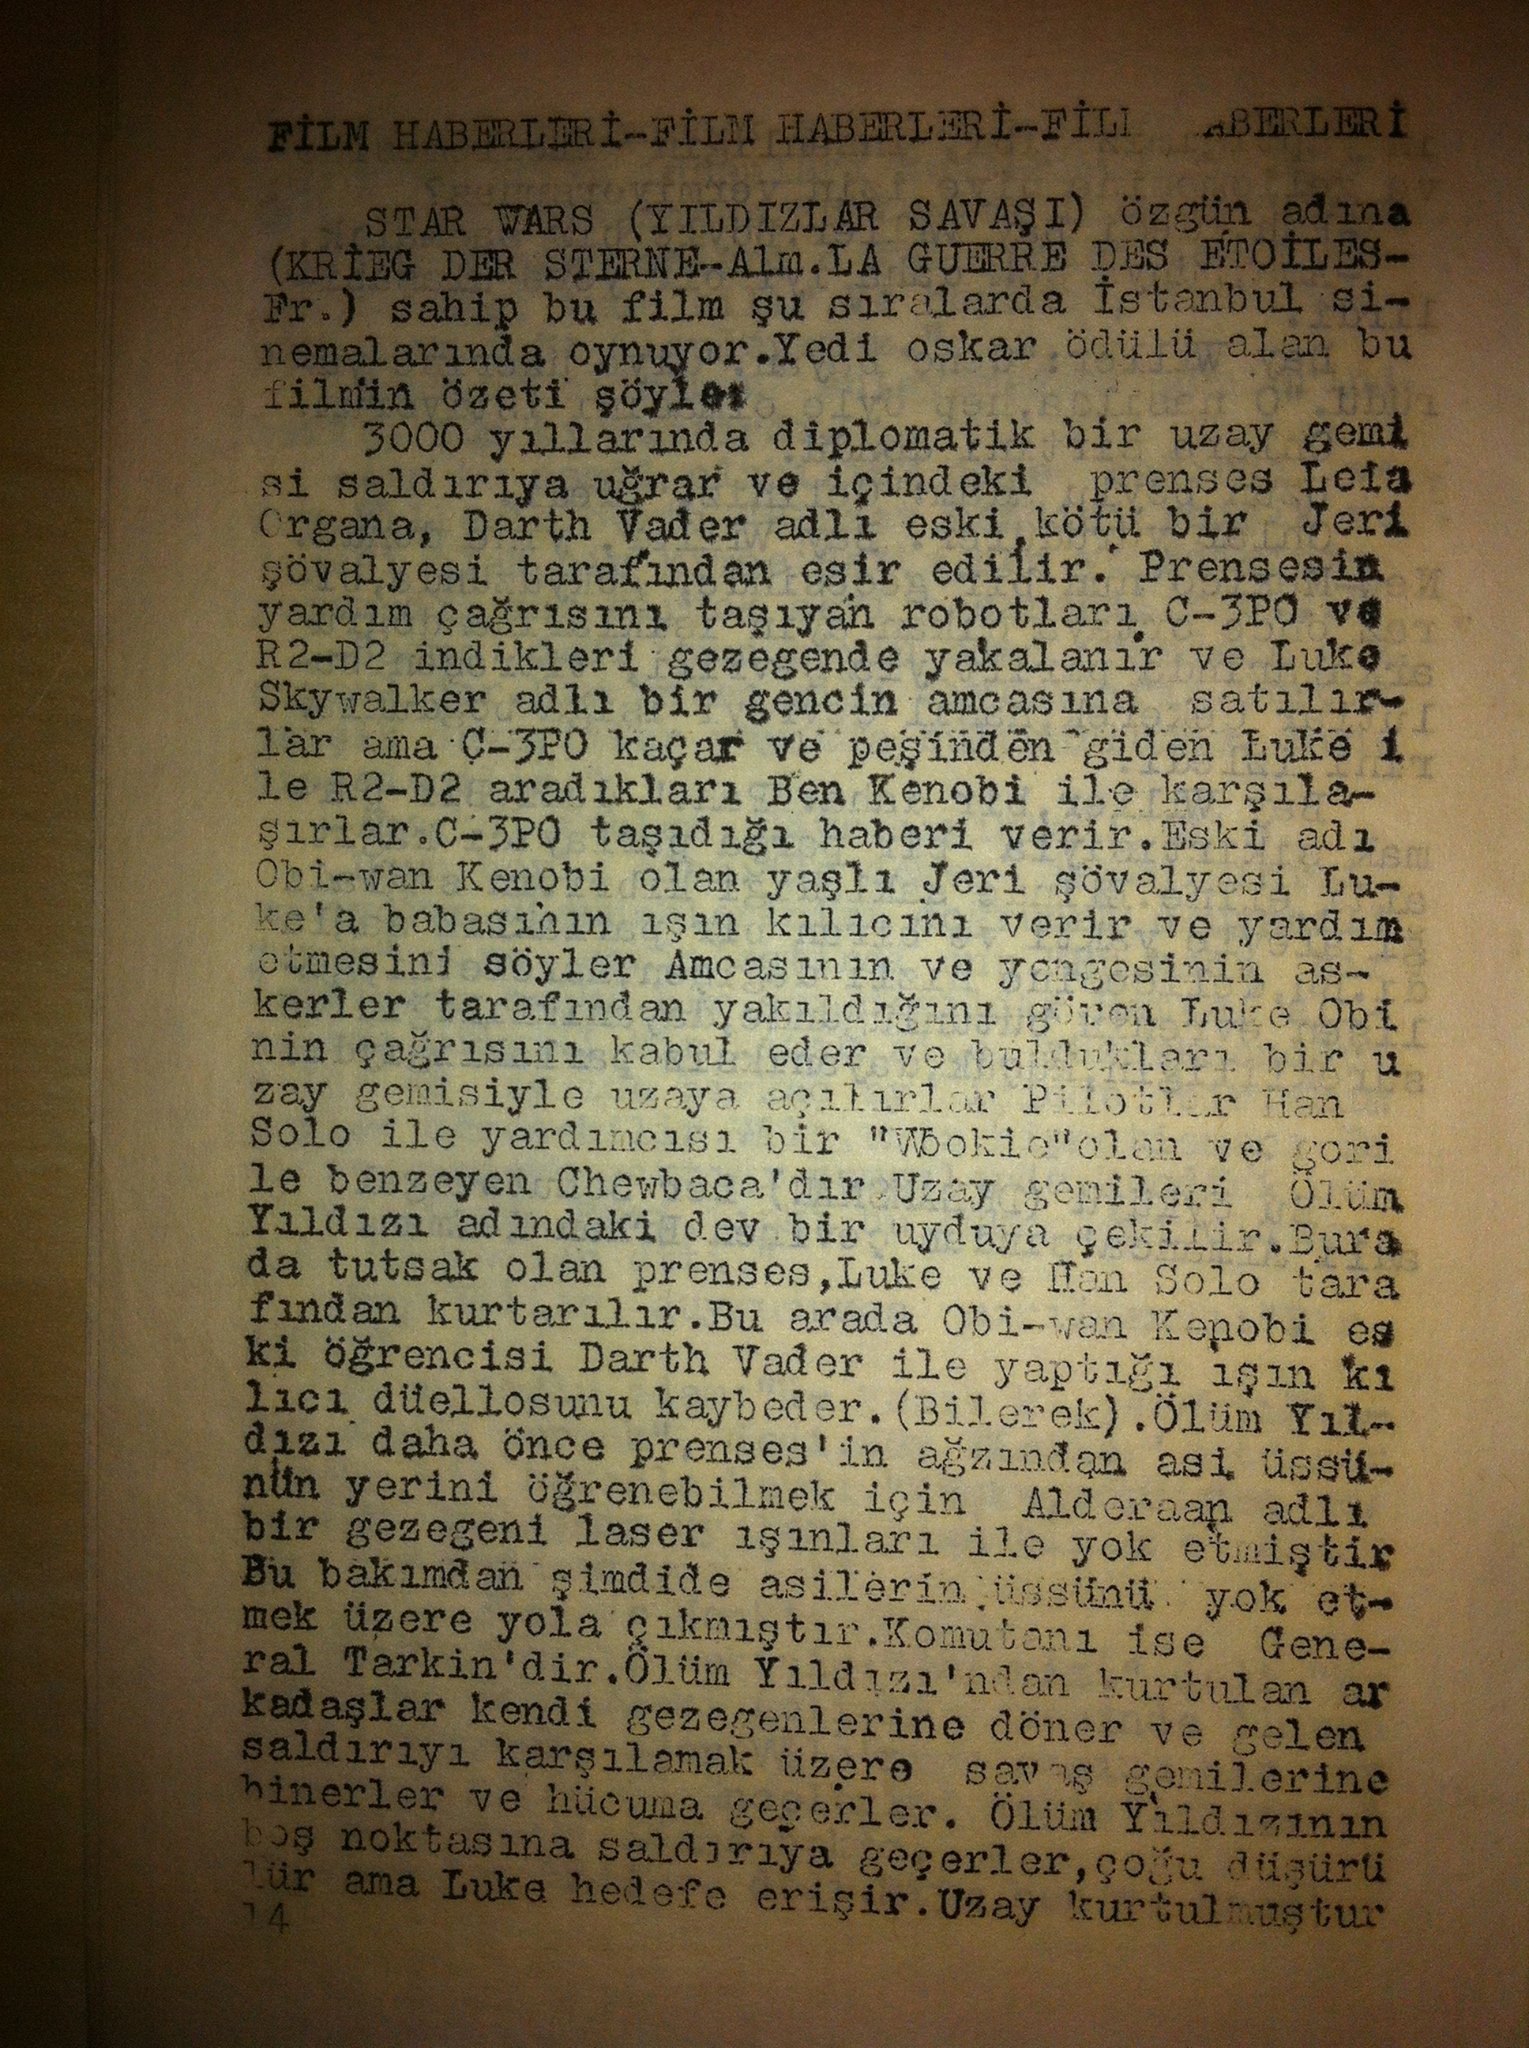 FİLM HABERLERİ-FİLM HABERLERİ-FİL ABERLERİ
STAR WARS (YILDIZLAR SAVAŞI) özgün adına
(KRİEG DER STERNE-Alm.LA GUERRE DES ETOİLES-
Fr.) sahip bu film şu sıralarda İstanbul si-
nemalarında oynuyor.Yedi oskar ödülü alan bu
filmin özeti şöyle:
3000 yıllarında diplomatik bir uzay gemi
si saldırıya uğrar ve içindeki prenses Leia
Organa, Darth Vader adlı eski kötü bir Jeri
şövalyesi tarafından esir edilir. Prensesin
yardım çağrısını taşıyan robotları C-3PO ve
R2-D2 indikleri gezegende yakalanır ve Luke
Skywalker adlı bir gencin amcasına satılır-
lar ama C-3PO kaçar ve peşinden giden Luke i
le R2-D2 aradıkları Ben Kenobi ile karşıla-
şırlar.C-3PO taşıdığı haberi verir.Eski adı
Obi-wan Kenobi olan yaşlı Jeri şövalyesi Lu-
ke'a babasının ışın kılıcını verir ve yardım
etmesini söyler Amcasının ve yengesinin as-
kerler tarafından yakıldığını gören Luke Obi
nin çağrısını kabul eder ve buldukları bir u
zay gemisiyle uzaya açılırlar Pilotlar Han
Solo ile yardımcısı bir "Wookie"olan ve gori
le benzeyen Chewbaca'dır.Uzay gemileri Ölüm
Yıldızı adındaki dev bir uyduya çekilir.Bura
da tutsak olan prenses,Luke ve Han Solo tara
fından kurtarılır.Bu arada Obi-wan Kenobi es
ki öğrencisi Darth Vader ile yaptığı ışın kı
lıcı düellosunu kaybeder.(Bilerek).Ölüm Yıl-
dızı daha önce prenses'in ağzından asi üssü-
nün yerini öğrenebilmek için Alderaan adlı
bir gezegeni laser ışınları ile yok etmiştir
Bu bakımdan şimdide asilerin üssünü yok et-
mek üzere yola çıkmıştır.Komutanı ise Gene-
ral Tarkin'dir.Ölüm Yıldızı'ndan kurtulan ar
kadaşlar kendi gezegenlerine döner ve gelen
saldırıyı karşılamak üzere savaş gemilerine
binerler ve hücuma geçerler. Ölüm Yıldızının
boş noktasına saldırıya geçerler,çoğu düşürü
lür ama Luke hedefe erişir.Uzay kurtulmuştur
14